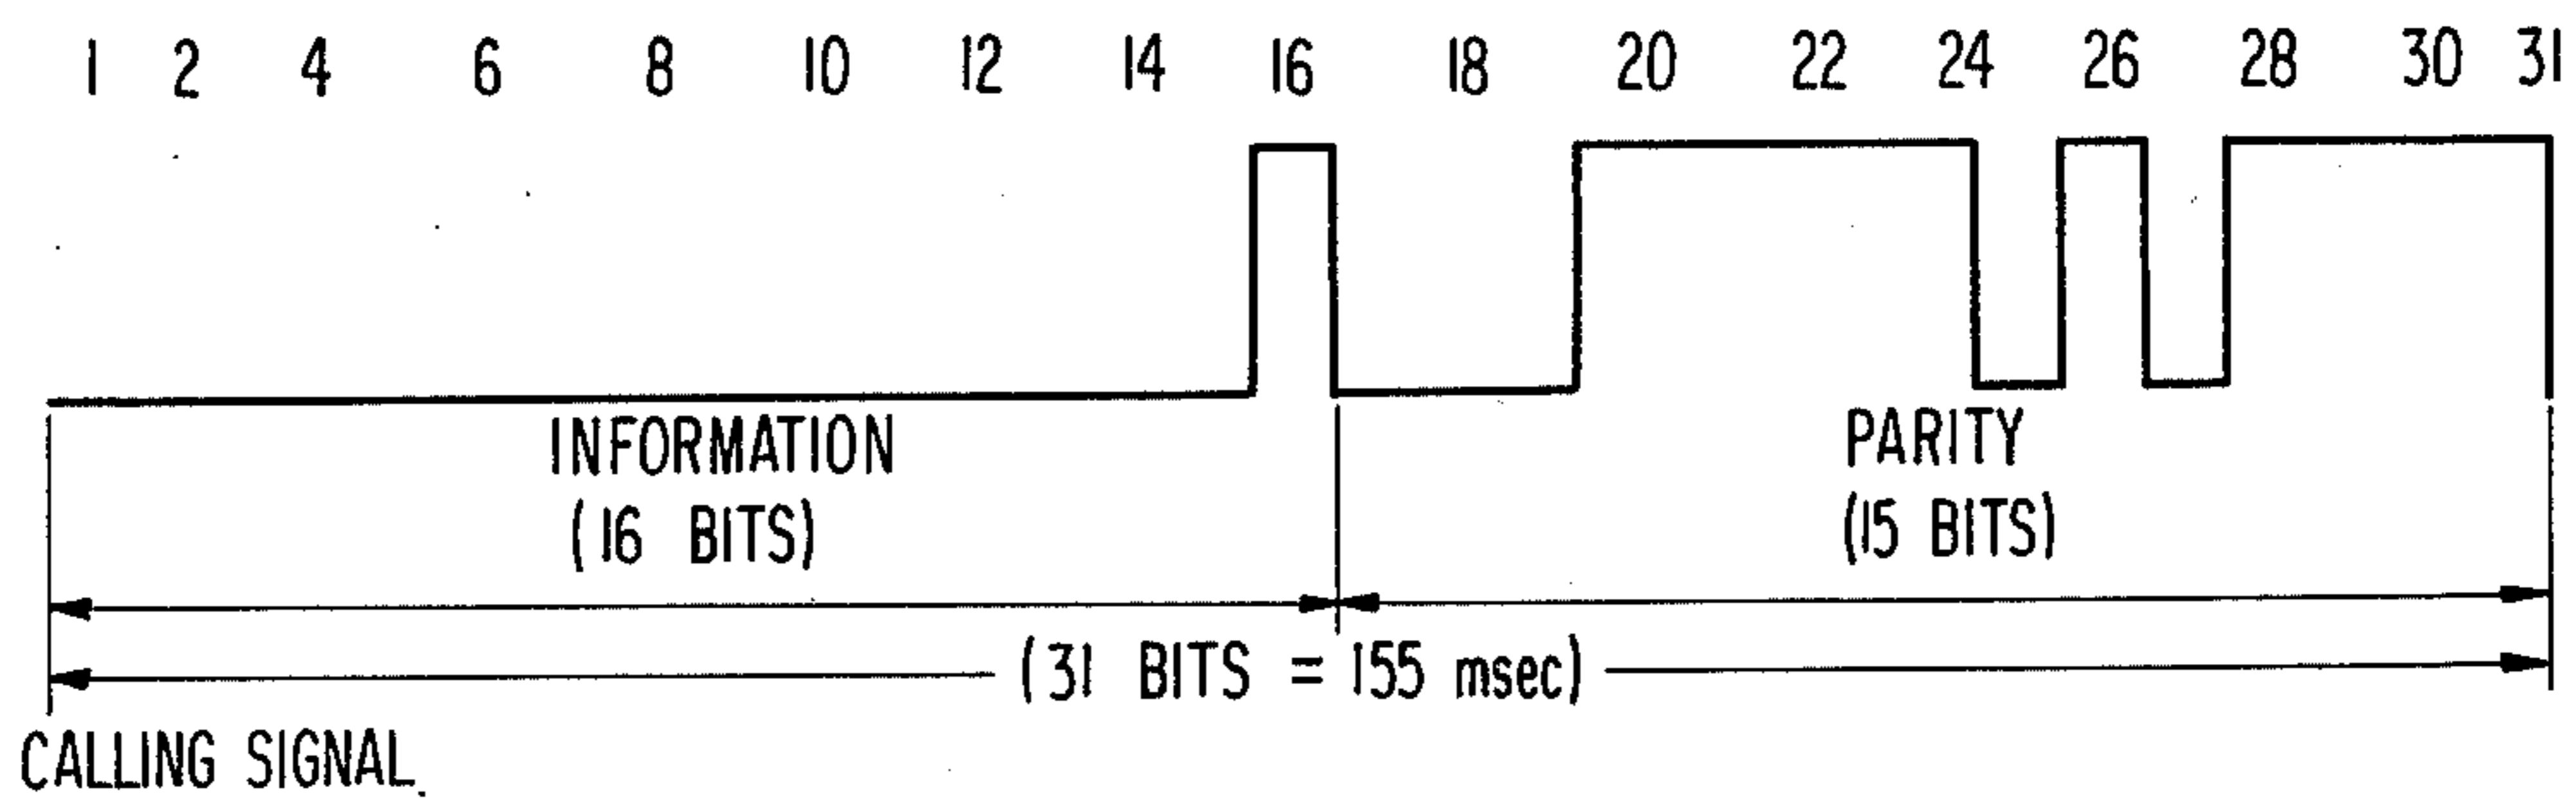 1 2 4 6 8 10 12 14 16 18 20 22 24 26 28 30 31
INFORMATION
(16 BITS)
PARITY
(15 BITS)
(31 BITS = 155 msec)
CALLING SIGNAL